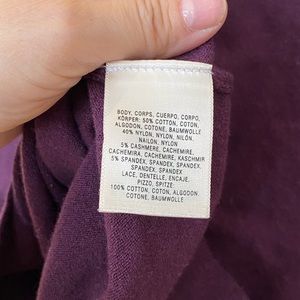 BODY, CORPS, CUERPO, CORPO,
KÖRPER: 50% COTTON, COTON,
ALGODON, COTONE, BAUMWOLLE
40% NYLON, NYLON, NILÓN,
NAILON, NYLON
5% CASHMERE, CACHEMIRE,
CACHEMIRA, CACHEMIRE, KASCHMIR
5% SPANDEX, SPANDEX, SPANDEX,
SPANDEX, SPANDEX
LACE, DENTELLE, ENCAJE,
PIZZO, SPITZE:
100% COTTON, COTON, ALGODON,
COTONE, BAUMWOLLE